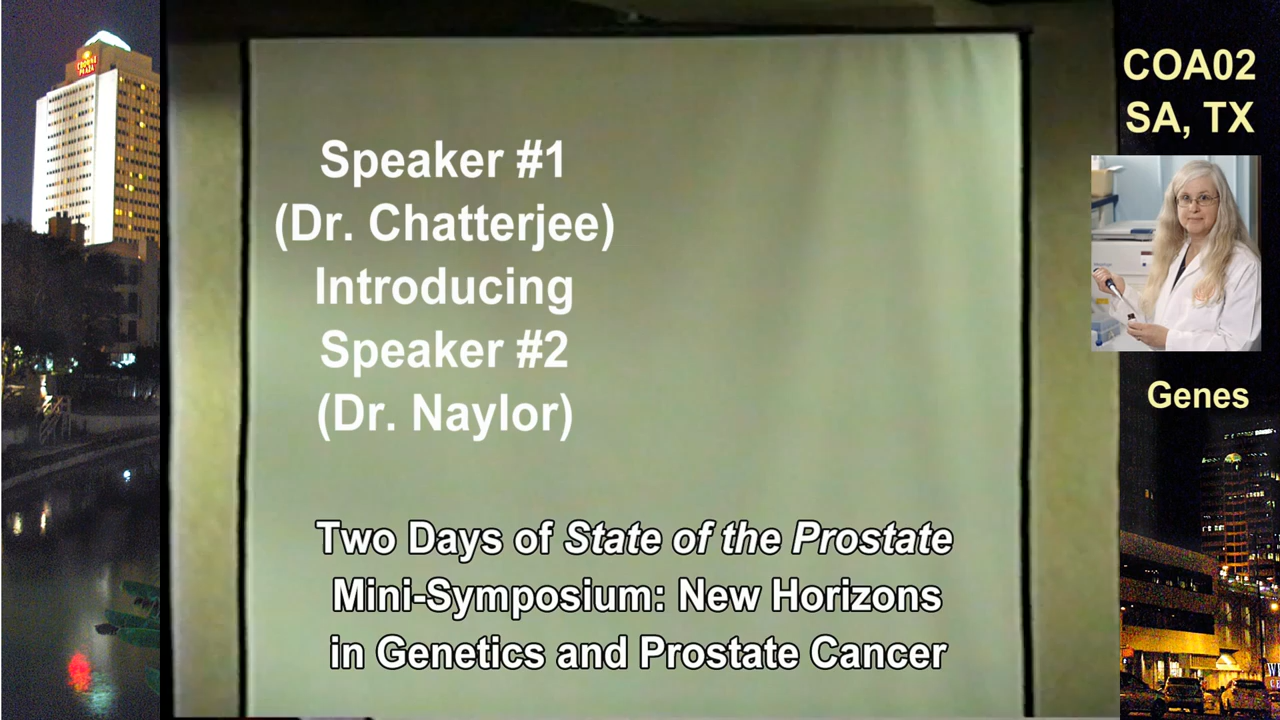 Speaker #1
(Dr. Chatterjee)
Introducing
Speaker #2
(Dr. Naylor)
Two Days of State of the Prostate
Mini-Symposium: New Horizons
in Genetics and Prostate Cancer
COA02
SA, TX
Genes